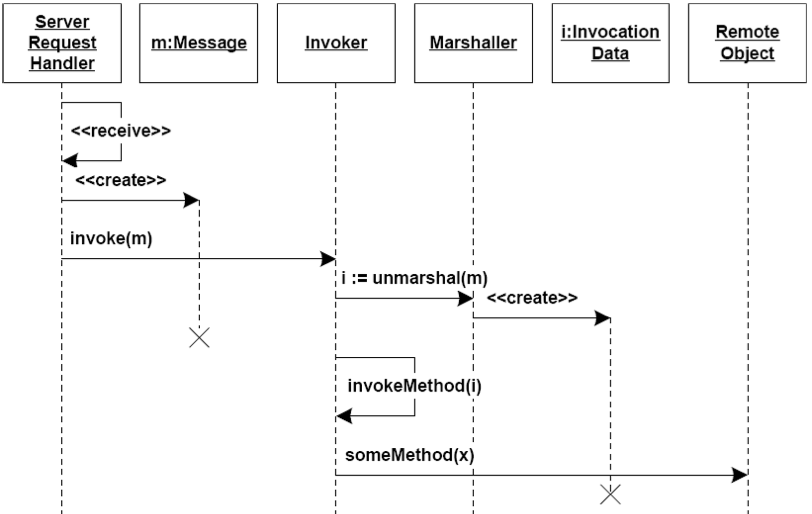 Server
Request
Handler
m:Message
Invoker
Marshaller
i:Invocation
Data
Remote
Object
<<receive>>
<<create>>
invoke(m)
i := unmarshal(m)
<<create>>
invokeMethod(i)
someMethod(x)